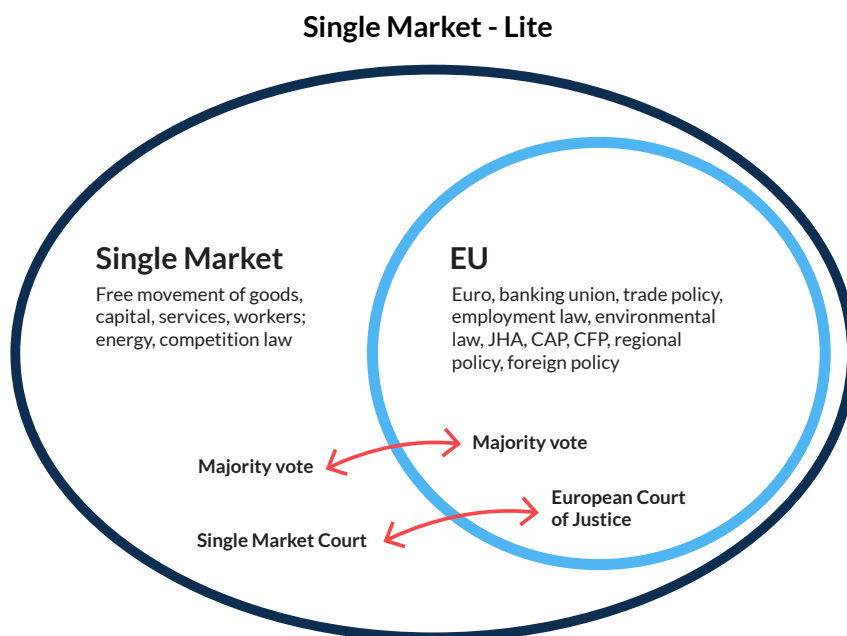 Single Market - Lite
Single Market
Free movement of goods,
capital, services, workers;
energy, competition law
EU
Euro, banking union, trade policy,
employment law, environmental
law, JHA, CAP, CFP, regional
policy, foreign policy
Majority vote
Majority vote
Single Market Court
European Court
of Justice